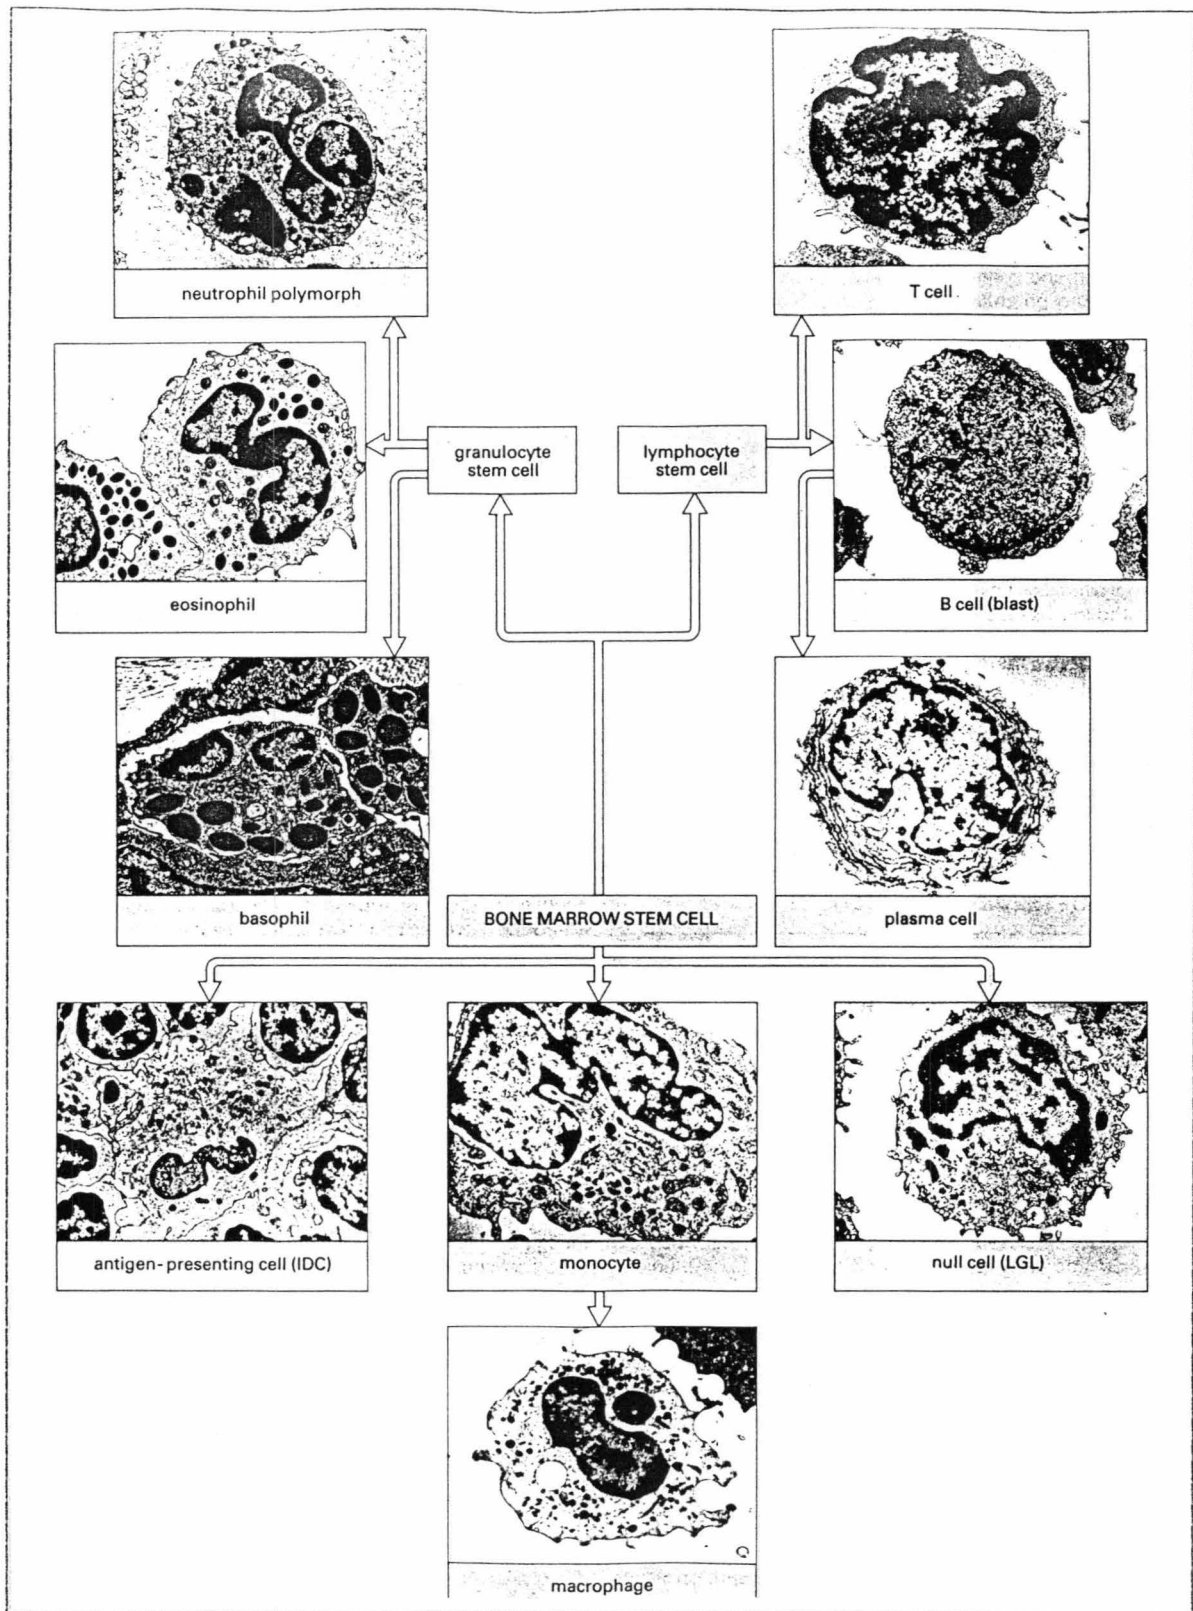 neutrophil polymorph
T cell
granulocyte
stem cell
lymphocyte
stem cell
eosinophil
B cell (blast)
basophil
BONE MARROW STEM CELL
plasma cell
antigen-presenting cell (IDC)
monocyte
null cell (LGL)
macrophage